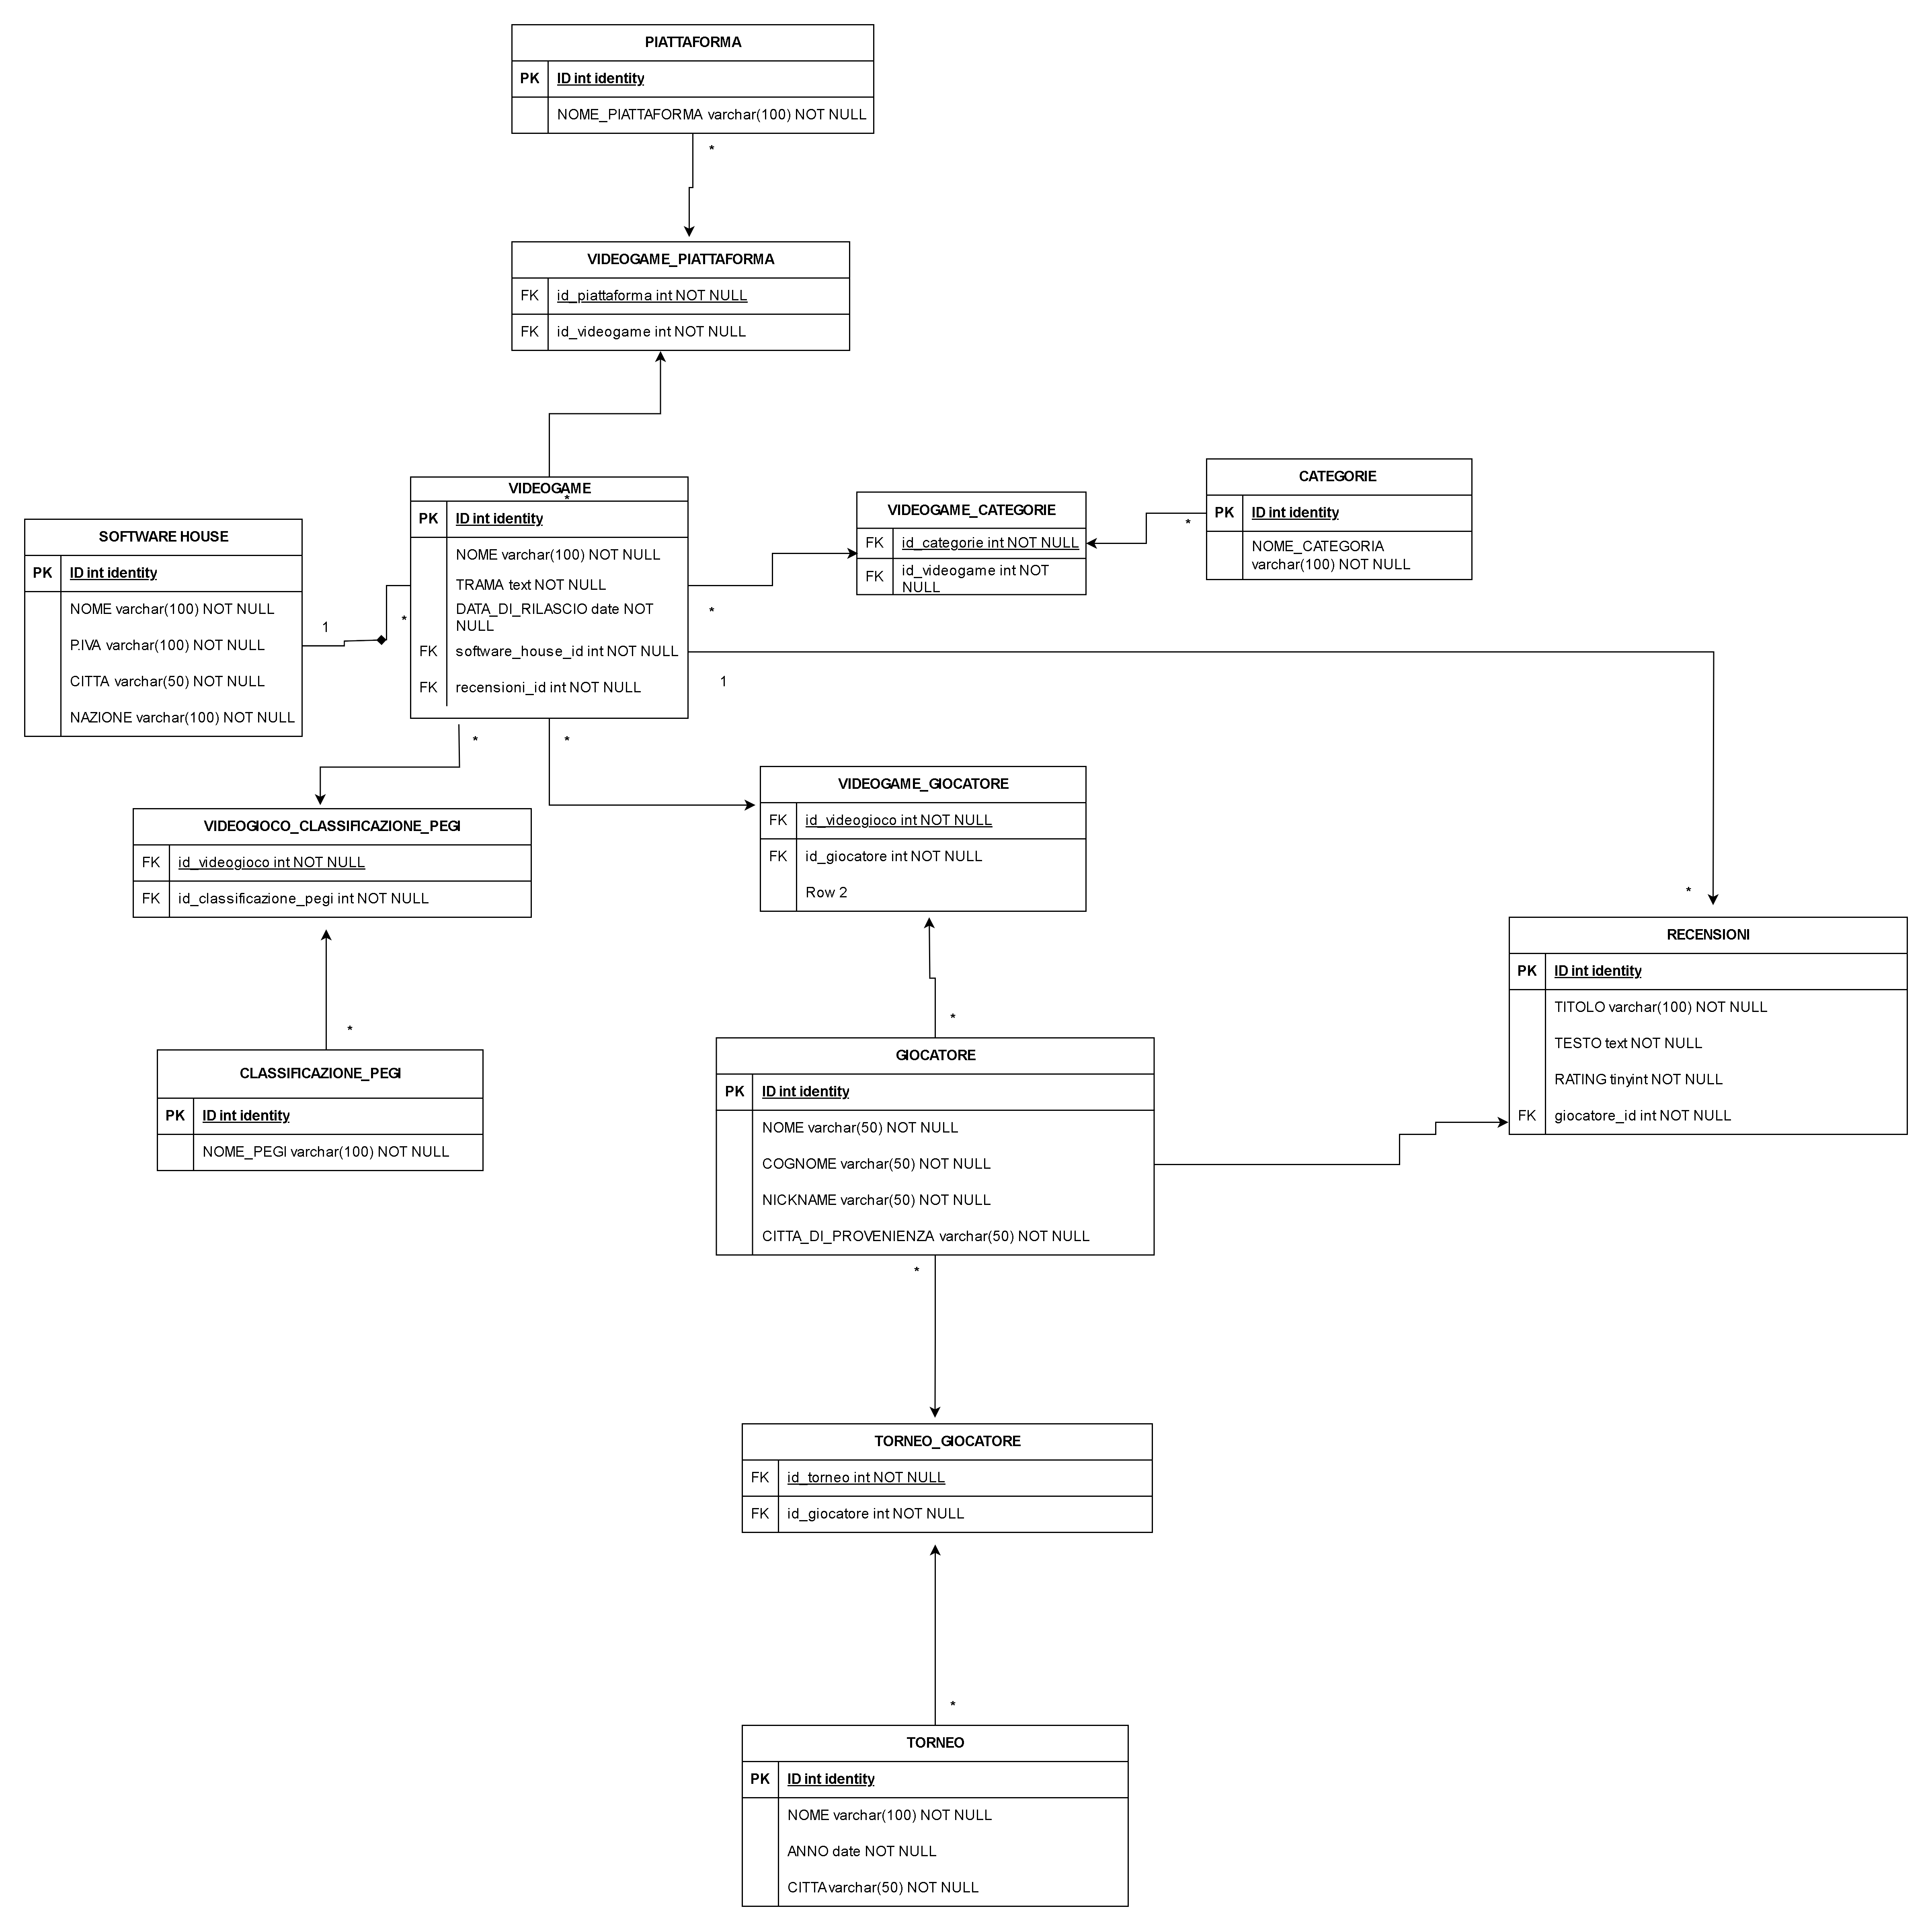 PIATTAFORMA
PK ID int identity
NOME_PIATTAFORMA varchar(100) NOT NULL
*
VIDEOGAME_PIATTAFORMA
FK id_piattaforma int NOT NULL
FK id_videogame int NOT NULL
VIDEOGAME
*
PK ID int identity
NOME varchar(100) NOT NULL
TRAMA text NOT NULL
DATA_DI_RILASCIO date NOT
NULL
FK software_house_id int NOT NULL
FK recensioni_id int NOT NULL
VIDEOGAME_CATEGORIE
FK id_categorie int NOT NULL
FK id_videogame int NOT
NULL
*
*
CATEGORIE
PK ID int identity
NOME_CATEGORIA
varchar(100) NOT NULL
SOFTWARE HOUSE
PK ID int identity
NOME varchar(100) NOT NULL
P.IVA varchar(100) NOT NULL
CITTA varchar(50) NOT NULL
NAZIONE varchar(100) NOT NULL
1
*
1
*
*
*
VIDEOGIOCO_CLASSIFICAZIONE_PEGI
FK id_videogioco int NOT NULL
FK id_classificazione_pegi int NOT NULL
*
CLASSIFICAZIONE_PEGI
PK ID int identity
NOME_PEGI varchar(100) NOT NULL
VIDEOGAME_GIOCATORE
FK id_videogioco int NOT NULL
FK id_giocatore int NOT NULL
Row 2
*
GIOCATORE
PK ID int identity
NOME varchar(50) NOT NULL
COGNOME varchar(50) NOT NULL
NICKNAME varchar(50) NOT NULL
CITTA_DI_PROVENIENZA varchar(50) NOT NULL
*
RECENSIONI
PK ID int identity
TITOLO varchar(100) NOT NULL
TESTO text NOT NULL
RATING tinyint NOT NULL
FK giocatore_id int NOT NULL
TORNEO_GIOCATORE
FK id_torneo int NOT NULL
FK id_giocatore int NOT NULL
*
TORNEO
PK ID int identity
NOME varchar(100) NOT NULL
ANNO date NOT NULL
CITTA varchar(50) NOT NULL